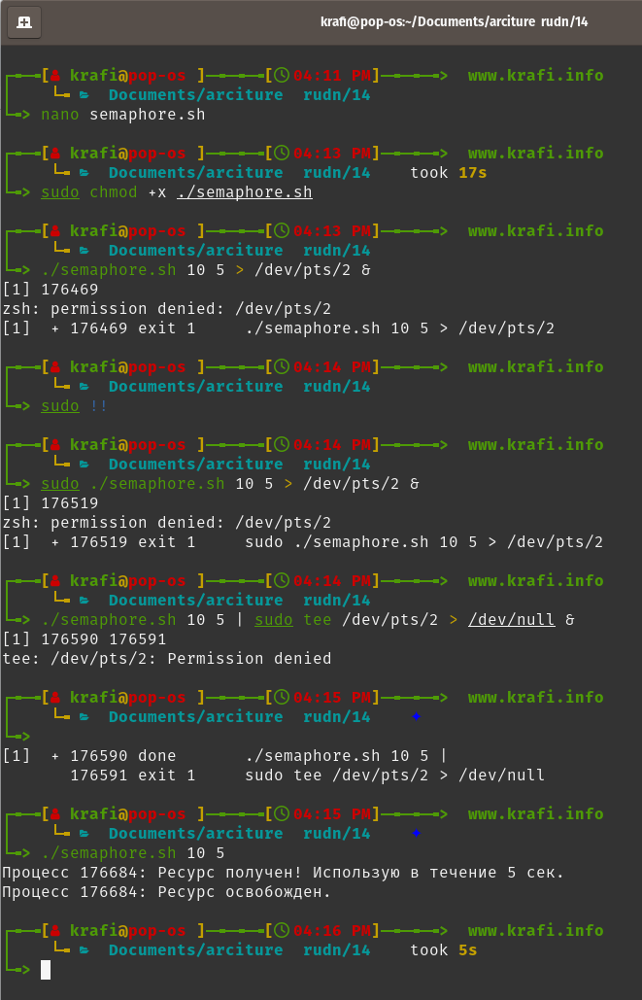 krafi@pop-os:~/Documents/arciture rudn/14
[ krafi@pop-os ] [ 04:11 PM] > www.krafi.info
Documents/arciture rudn/14
> nano semaphore.sh
[ krafi@pop-os ] [ 04:13 PM] > www.krafi.info
Documents/arciture rudn/14 took 17s
> sudo chmod +x ./semaphore.sh
[ krafi@pop-os ] [ 04:13 PM] > www.krafi.info
Documents/arciture rudn/14
> ./semaphore.sh 10 5 > /dev/pts/2 &
[1] 176469
zsh: permission denied: /dev/pts/2
[1] + 176469 exit 1 ./semaphore.sh 10 5 > /dev/pts/2
[ krafi@pop-os ] [ 04:14 PM] > www.krafi.info
Documents/arciture rudn/14
> sudo !!
[ krafi@pop-os ] [ 04:14 PM] > www.krafi.info
Documents/arciture rudn/14
> sudo ./semaphore.sh 10 5 > /dev/pts/2 &
[1] 176519
zsh: permission denied: /dev/pts/2
[1] + 176519 exit 1 sudo ./semaphore.sh 10 5 > /dev/pts/2
[ krafi@pop-os ] [ 04:14 PM] > www.krafi.info
Documents/arciture rudn/14
> ./semaphore.sh 10 5 | sudo tee /dev/pts/2 > /dev/null &
[1] 176590 176591
tee: /dev/pts/2: Permission denied
[ krafi@pop-os ] [ 04:15 PM] > www.krafi.info
Documents/arciture rudn/14 ✦
>
[1] + 176590 done ./semaphore.sh 10 5 |
176591 exit 1 sudo tee /dev/pts/2 > /dev/null
[ krafi@pop-os ] [ 04:15 PM] > www.krafi.info
Documents/arciture rudn/14 ✦
> ./semaphore.sh 10 5
Процесс 176684: Ресурс получен! Использую в течение 5 сек.
Процесс 176684: Ресурс освобожден.
[ krafi@pop-os ] [ 04:16 PM] > www.krafi.info
Documents/arciture rudn/14 took 5s
>